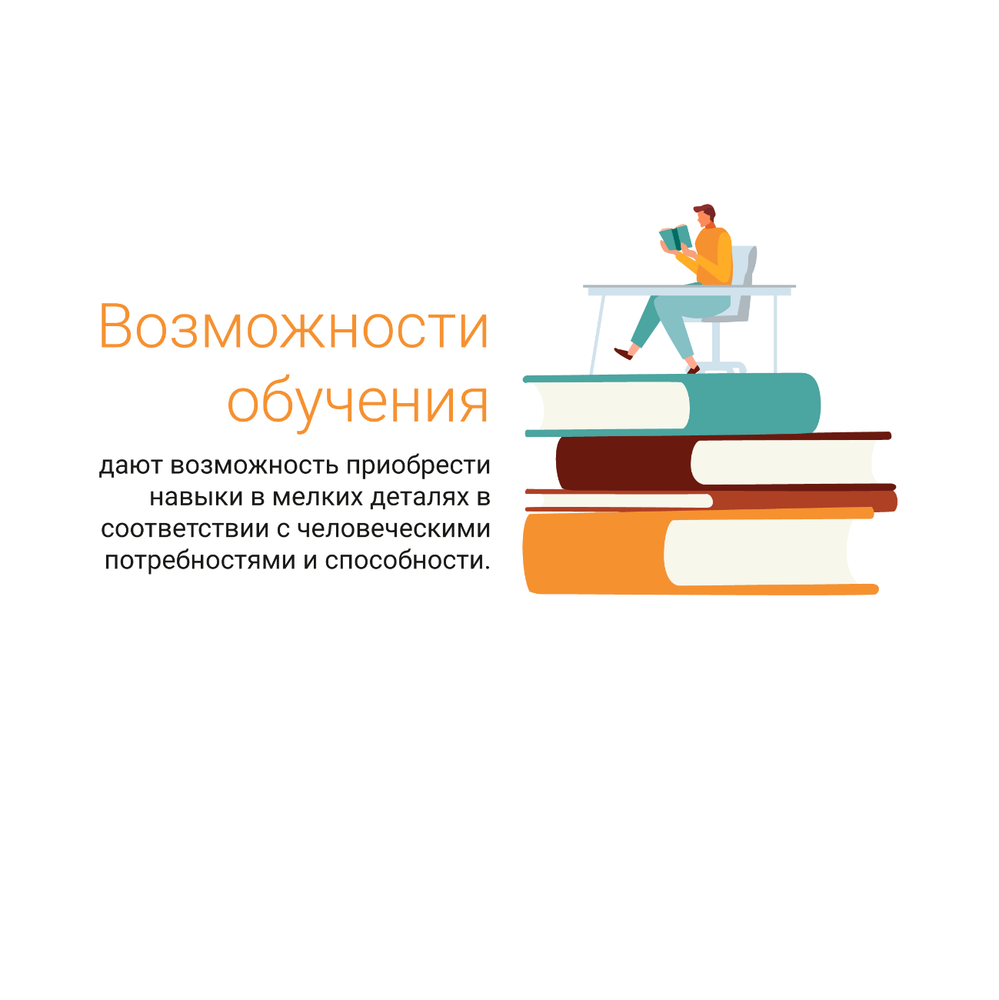 Возможности
обучения
дают возможность приобрести
навыки в мелких деталях в
соответствии с человеческими
потребностями и способности.